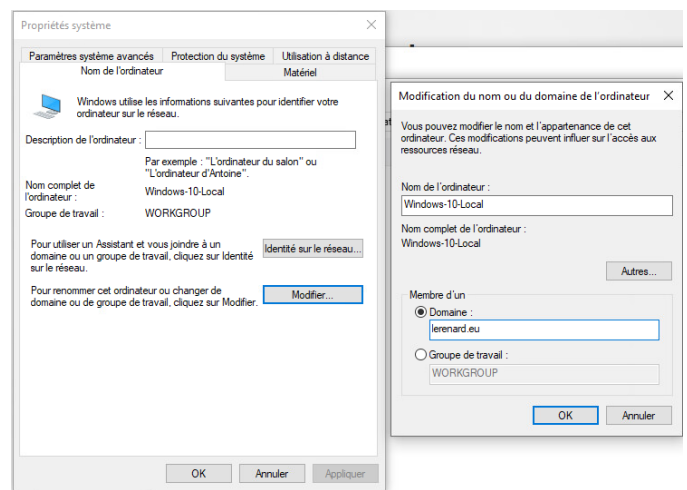 Propriétés système
Paramètres système avancés
Protection du système
Utilisation à distance
Nom de l'ordinateur
Matériel
Windows utilise les informations suivantes pour identifier votre
ordinateur sur le réseau.
Description de l'ordinateur :
Par exemple : "L'ordinateur du salon" ou
"L'ordinateur d'Antoine".
Nom complet de
l'ordinateur :
Windows-10-Local
Groupe de travail :
WORKGROUP
Pour utiliser un Assistant et vous joindre à un
domaine ou un groupe de travail, cliquez sur Identité
sur le réseau.
Identité sur le réseau...
Pour renommer cet ordinateur ou changer de
domaine ou de groupe de travail, cliquez sur Modifier.
Modifier...
OK
Annuler
Appliquer
Modification du nom ou du domaine de l'ordinateur
Vous pouvez modifier le nom et l'appartenance de cet
ordinateur. Ces modifications peuvent influer sur l'accès aux
ressources réseau.
Nom de l'ordinateur :
Windows-10-Local
Nom complet de l'ordinateur :
Windows-10-Local
Autres...
Membre d'un
Domaine :
lerenard.eu
Groupe de travail :
WORKGROUP
OK
Annuler